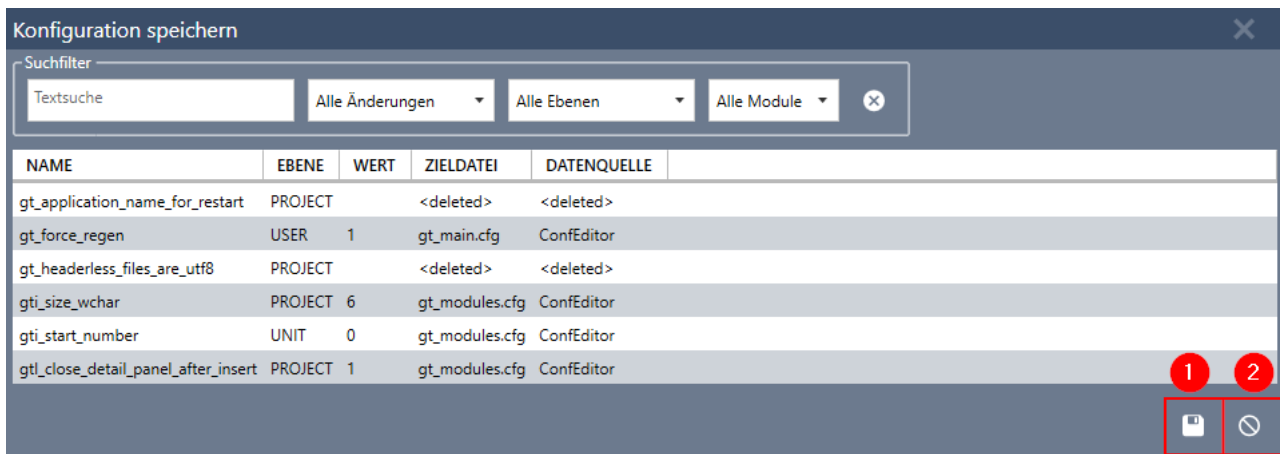 Konfiguration speichern
Suchfilter
Textsuche Alle Änderungen Alle Ebenen Alle Module
NAME EBENE WERT ZIELDATEI DATENQUELLE
gt_application_name_for_restart PROJECT <deleted> <deleted>
gt_force_regen USER 1 gt_main.cfg ConfEditor
gt_headerless_files_are_utf8 PROJECT <deleted> <deleted>
gti_size_wchar PROJECT 6 gt_modules.cfg ConfEditor
gti_start_number UNIT 0 gt_modules.cfg ConfEditor
gtl_close_detail_panel_after_insert PROJECT 1 gt_modules.cfg ConfEditor
1 2